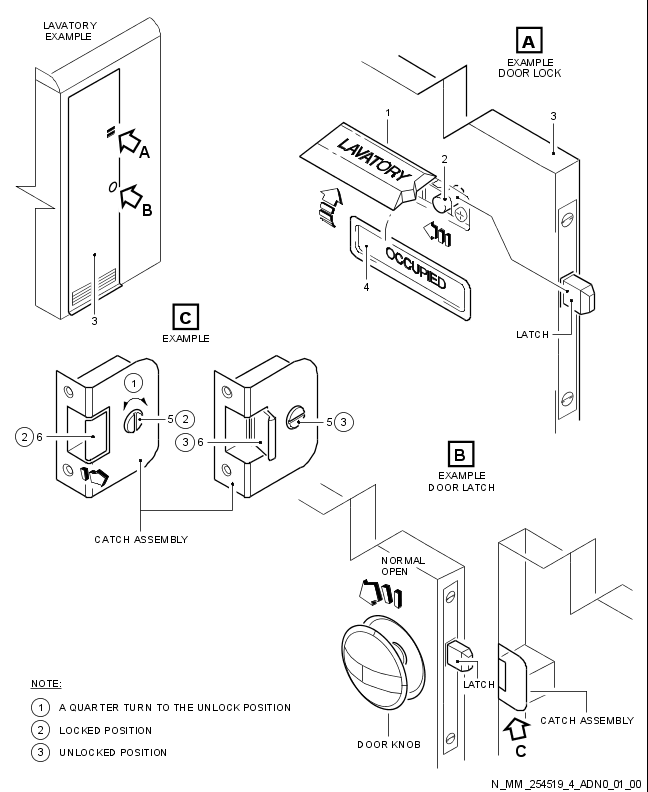 LAVATORY
EXAMPLE
A
B
3
A
EXAMPLE
DOOR LOCK
1
2
3
LAVATORY
OCCUPIED
4
LATCH
C
EXAMPLE
1
2 6
5 2
3 6
5 3
CATCH ASSEMBLY
B
EXAMPLE
DOOR LATCH
NORMAL
OPEN
LATCH
DOOR KNOB
CATCH ASSEMBLY
C
NOTE:
1 A QUARTER TURN TO THE UNLOCK POSITION
2 LOCKED POSITION
3 UNLOCKED POSITION
N_MM_254519_4_ADN0_01_00